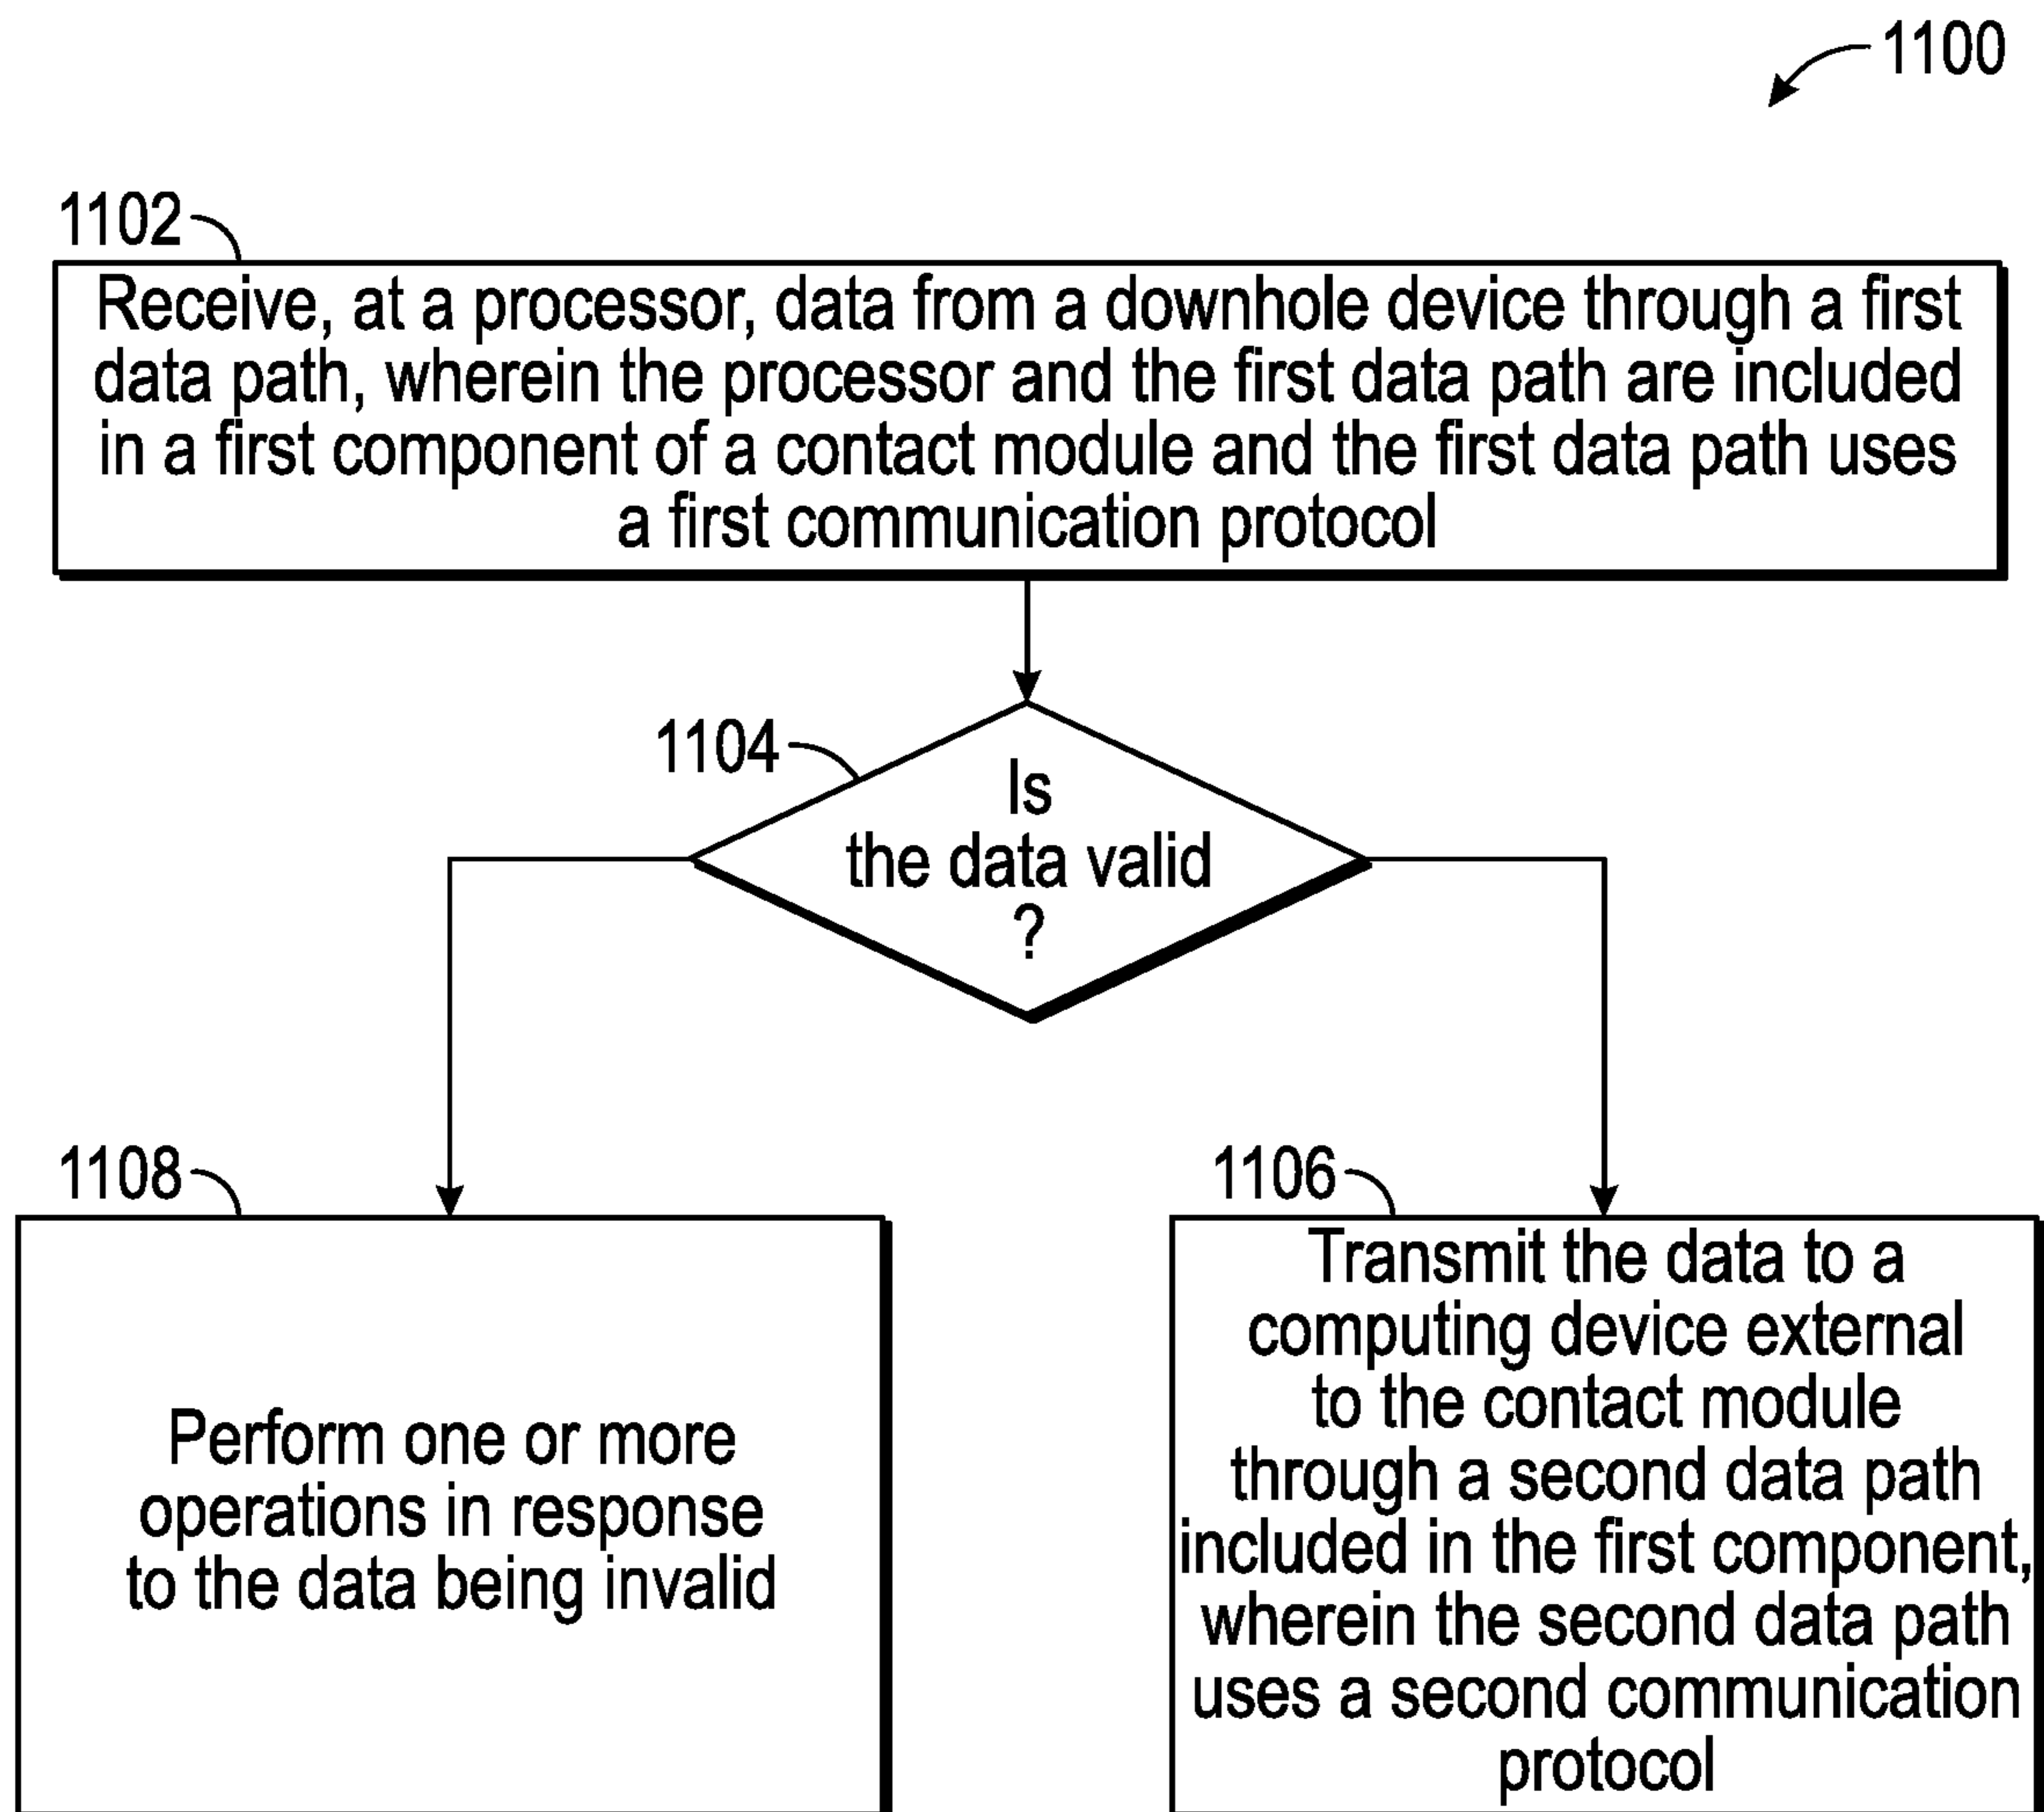 1100
1102
Receive, at a processor, data from a downhole device through a first
data path, wherein the processor and the first data path are included
in a first component of a contact module and the first data path uses
a first communication protocol
1104
Is
the data valid
?
1108
Perform one or more
operations in response
to the data being invalid
1106
Transmit the data to a
computing device external
to the contact module
through a second data path
included in the first component,
wherein the second data path
uses a second communication
protocol